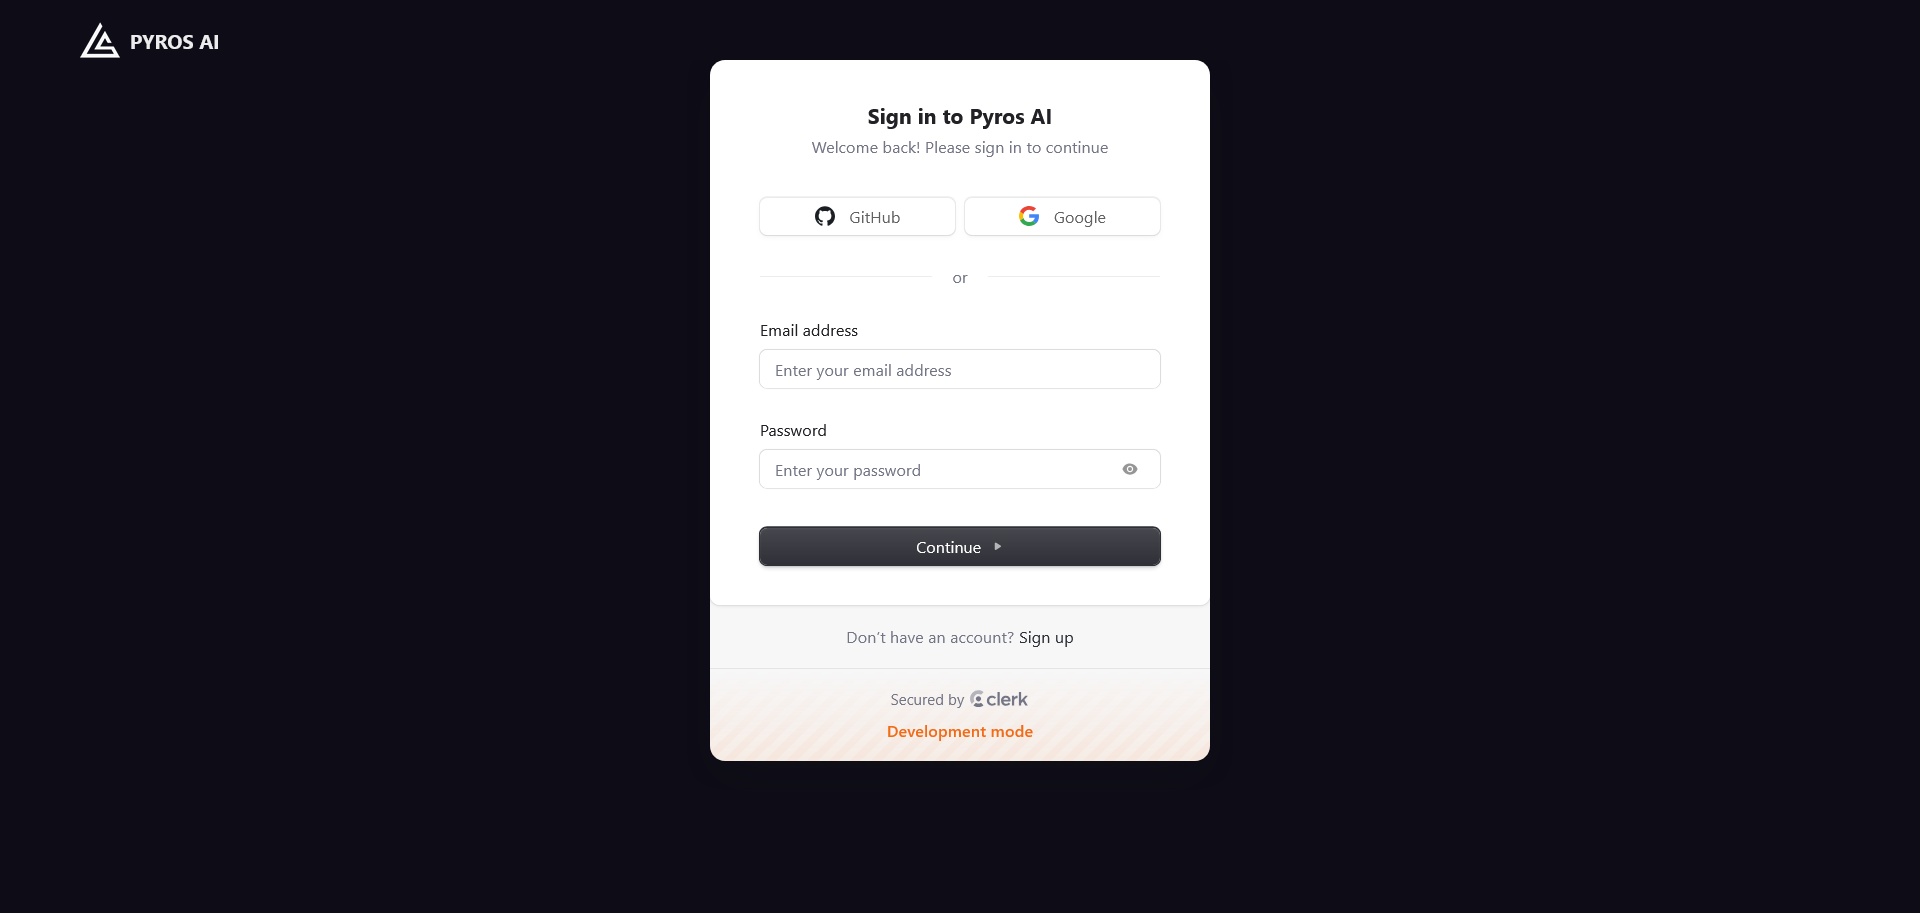 PYROS AI
Sign in to Pyros AI
Welcome back! Please sign in to continue
GitHub
Google
or
Email address
Enter your email address
Password
Enter your password
Continue
Don’t have an account? Sign up
Secured by clerk
Development mode